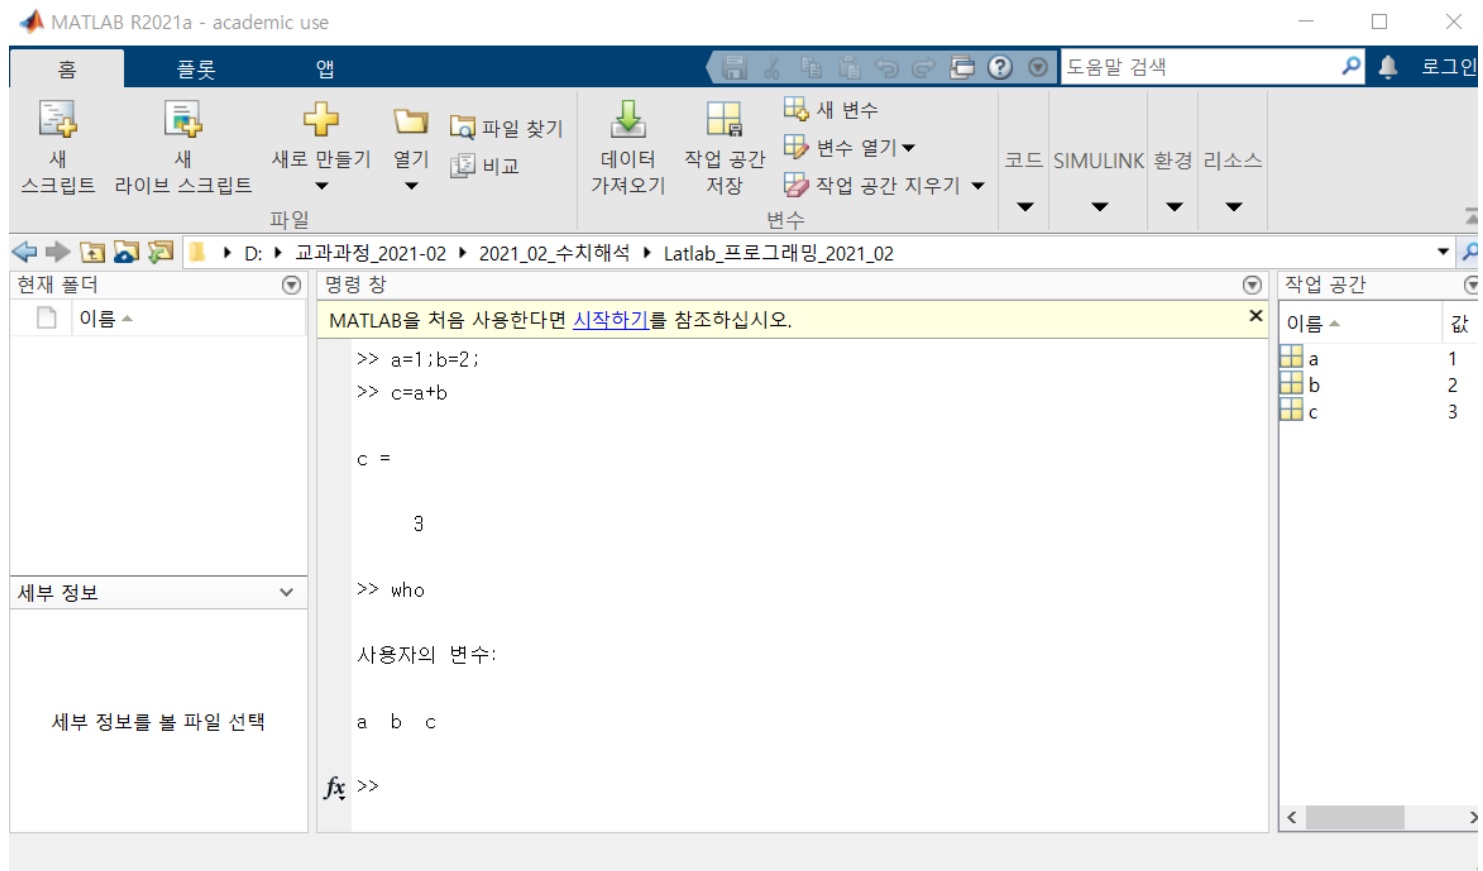 MATLAB R2021a - academic use
홈 플롯 앱 도움말 검색 로그인
새 스크립트
새 라이브 스크립트
새로 만들기
열기
파일 찾기
비교
파일
데이터 가져오기
작업 공간 저장
새 변수
변수 열기
작업 공간 지우기
변수
코드 SIMULINK 환경 리소스
D: 교과과정_2021-02 2021_02_수치해석 Latlab_프로그래밍_2021_02
현재 폴더
이름
세부 정보
세부 정보를 볼 파일 선택
명령 창
MATLAB을 처음 사용한다면 시작하기를 참조하십시오.
>> a=1;b=2;
>> c=a+b
c =
3
>> who
사용자의 변수:
a b c
fx >>
작업 공간
이름 값
a 1
b 2
c 3